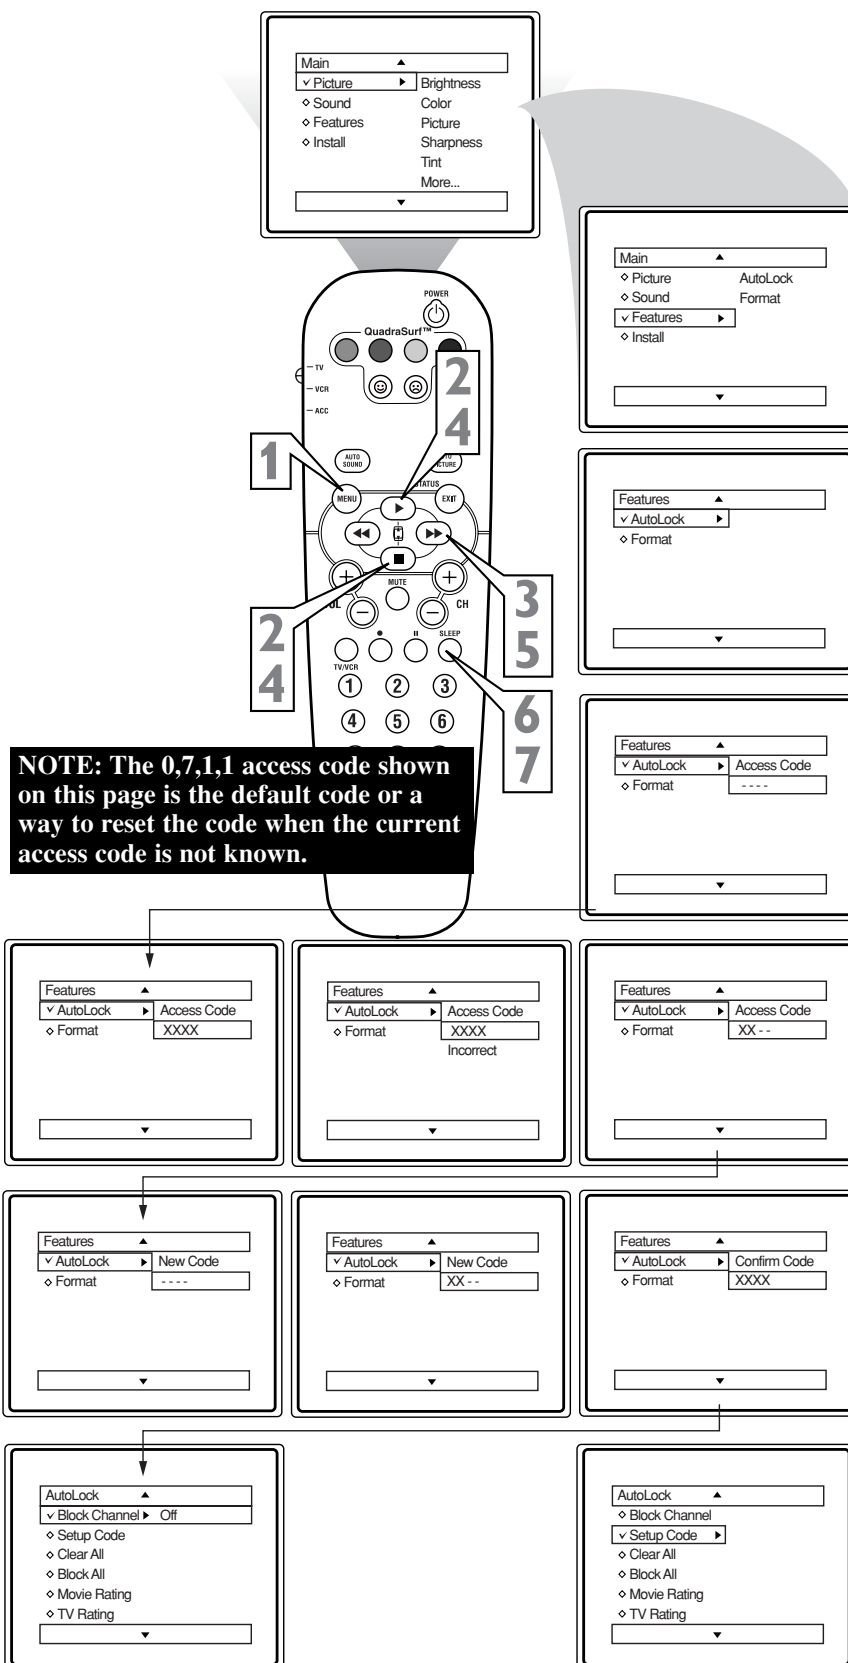 Main
Picture
Brightness
Sound
Color
Features
Picture
Install
Sharpness
Tint
More...
Main
Picture
AutoLock
Sound
Format
Features
Install
POWER
QuadraSurf™
TV
VCR
ACC
2
4
1
AUTO
SOUND
PICTURE
MENU
STATUS
EXIT
Features
AutoLock
Format
MUTE
CH
3
5
2
4
TV/VCR
SLEEP
1
2
3
4
5
6
6
7
Features
AutoLock
Access Code
Format
- - - -
NOTE: The 0,7,1,1 access code shown
on this page is the default code or a
way to reset the code when the current
access code is not known.
Features
AutoLock
Access Code
Format
XXXX
Features
AutoLock
Access Code
Format
XXXX
Incorrect
Features
AutoLock
Access Code
Format
XX - -
Features
AutoLock
New Code
Format
- - - -
Features
AutoLock
New Code
Format
XX - -
Features
AutoLock
Confirm Code
Format
XXXX
AutoLock
Block Channel
Off
Setup Code
Clear All
Block All
Movie Rating
TV Rating
AutoLock
Block Channel
Setup Code
Clear All
Block All
Movie Rating
TV Rating